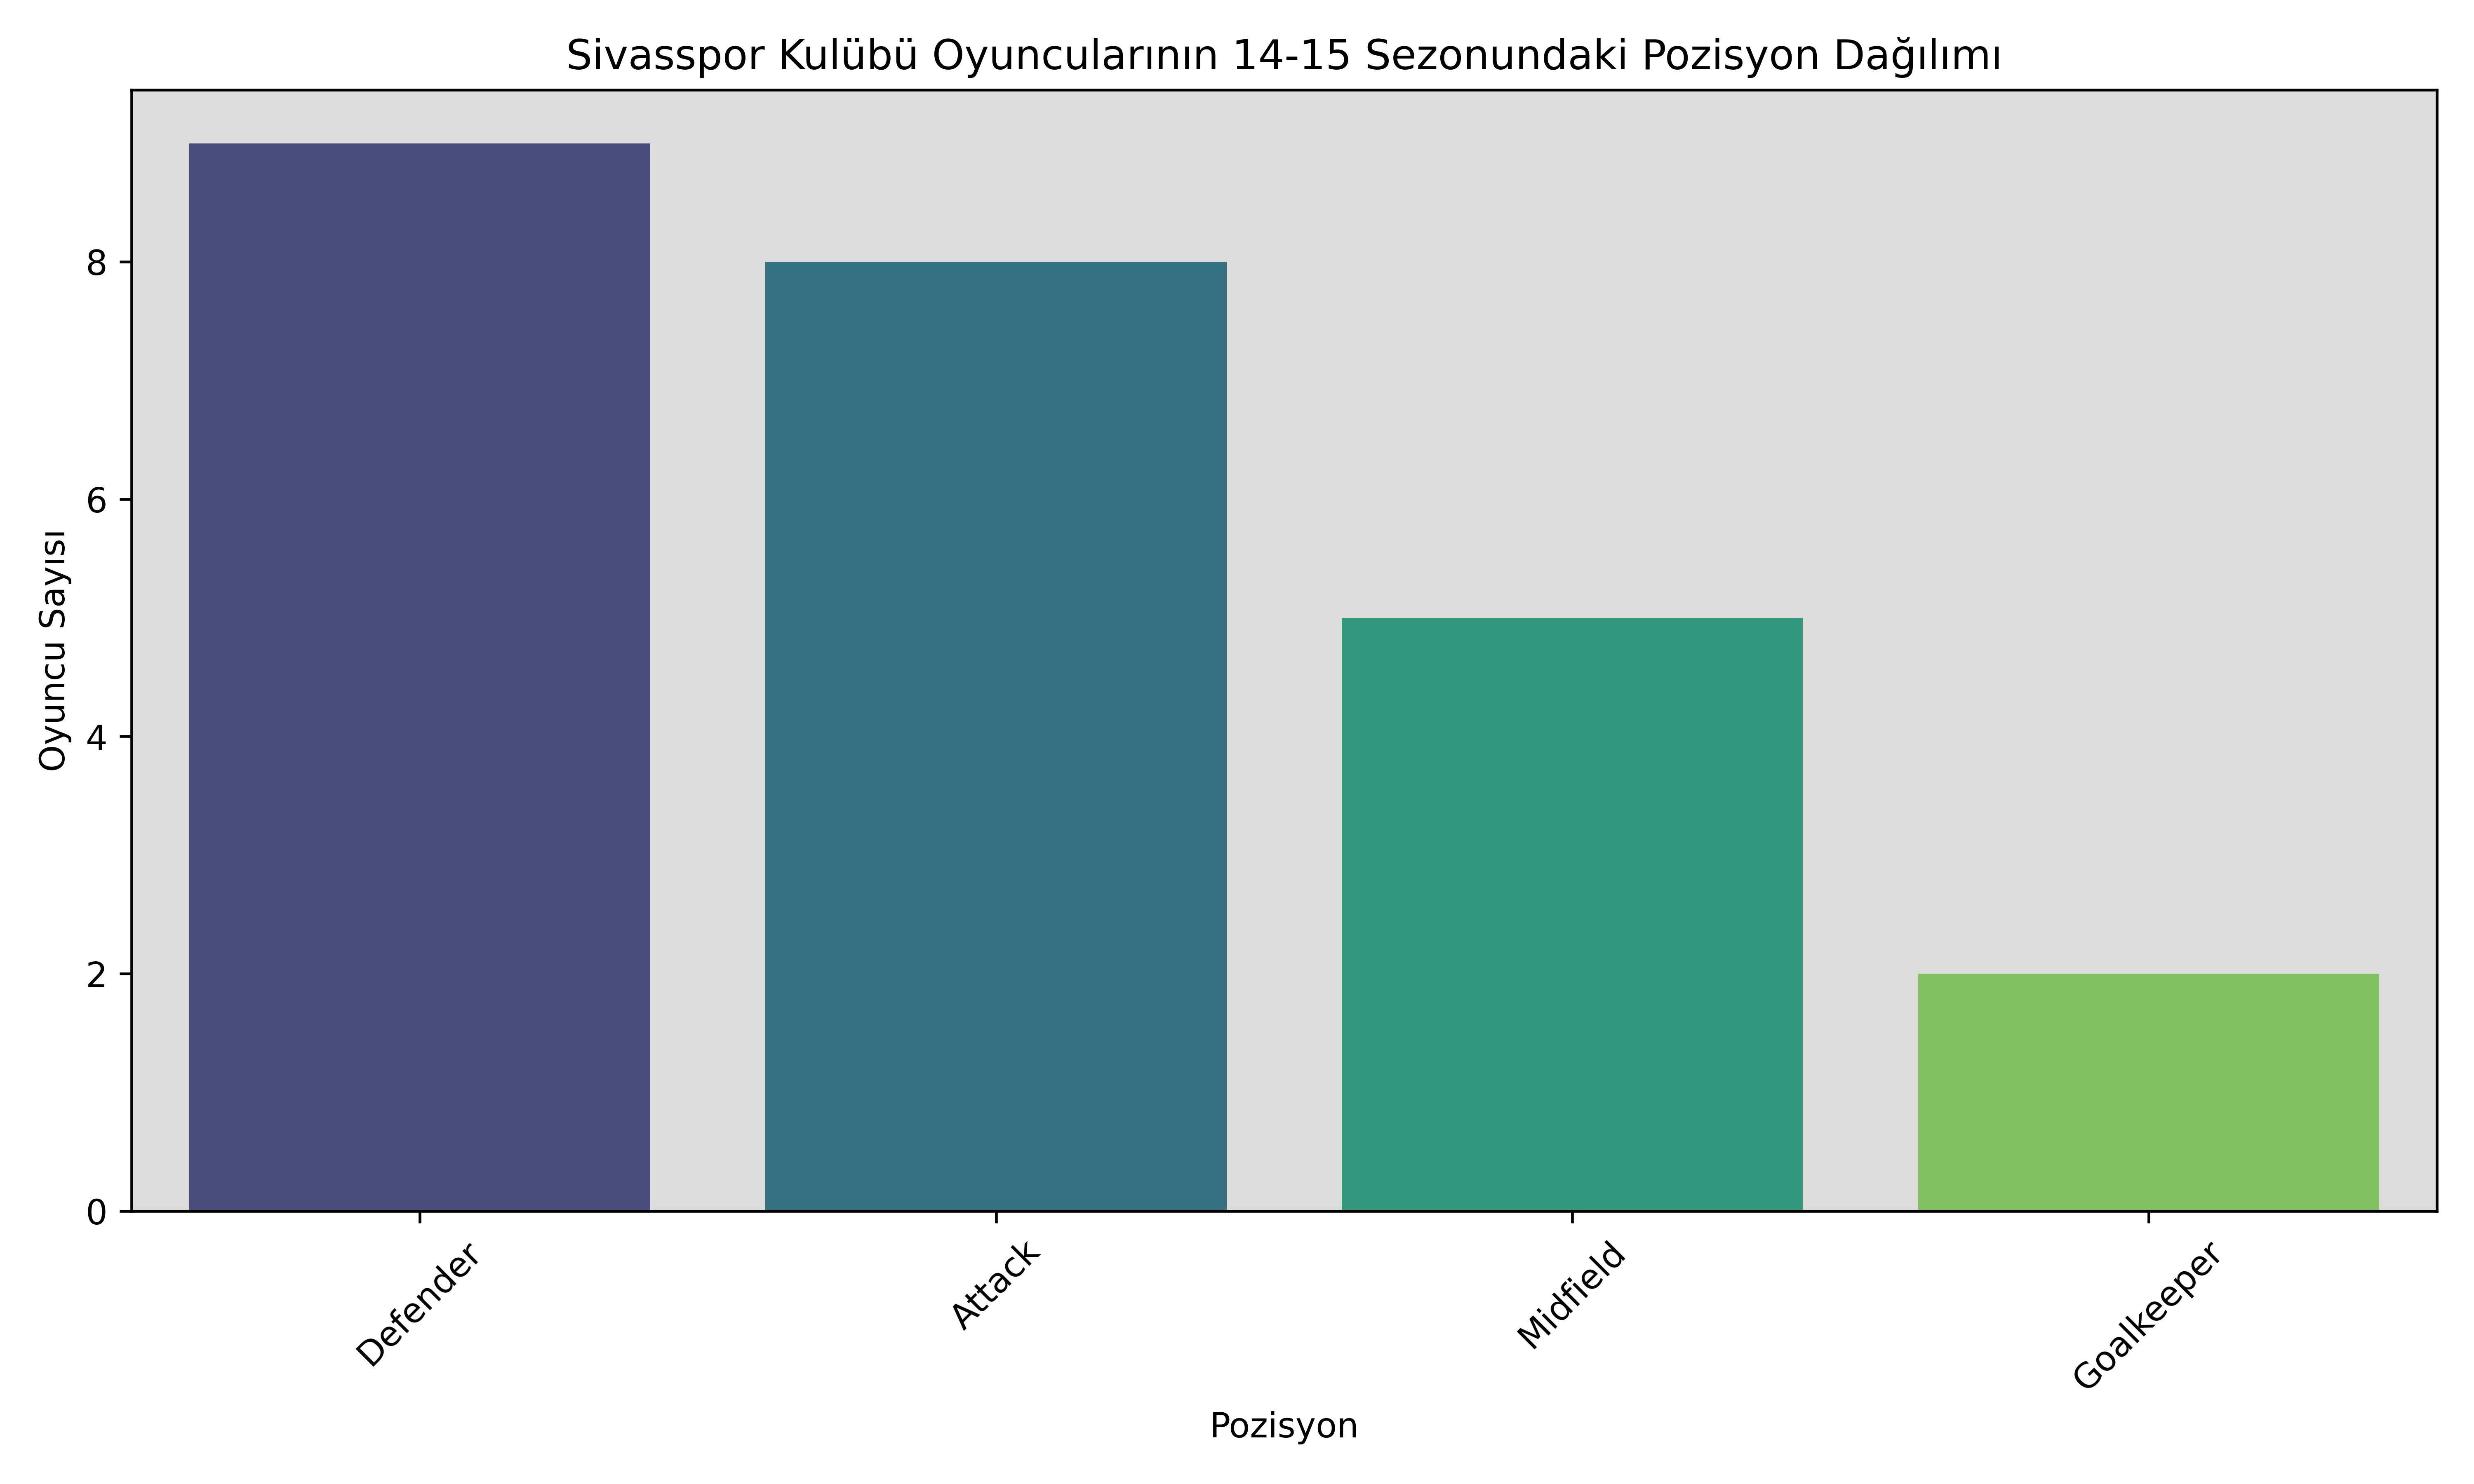 Sivasspor Kulübü Oyuncularının 14-15 Sezonundaki Pozisyon Dağılımı
Oyuncu Sayısı
8
6
4
2
0
Defender
Attack
Midfield
Goalkeeper
Pozisyon